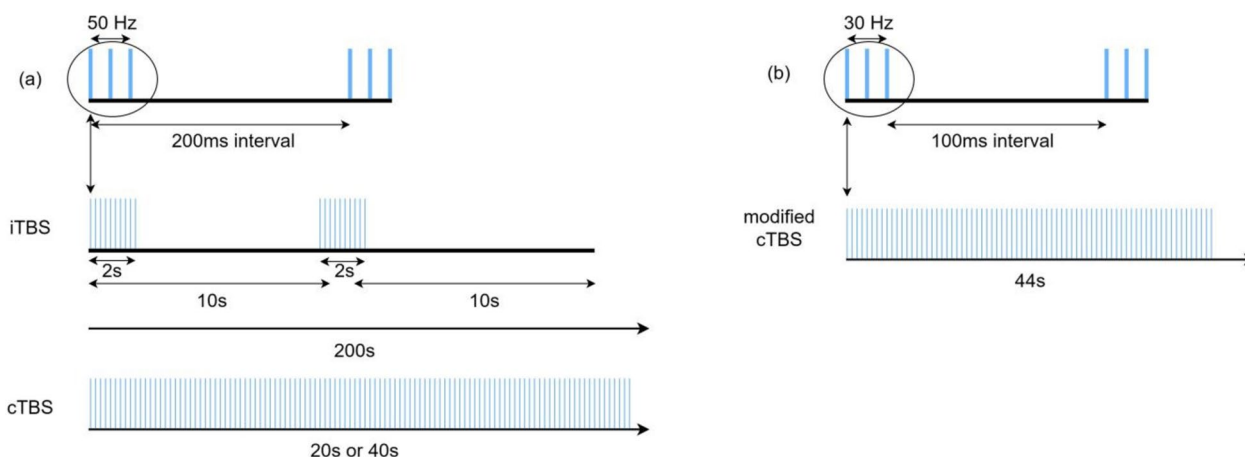 50 Hz
(a)
200ms interval
iTBS
2s
2s
10s
10s
200s
cTBS
20s or 40s
30 Hz
(b)
100ms interval
modified
cTBS
44s